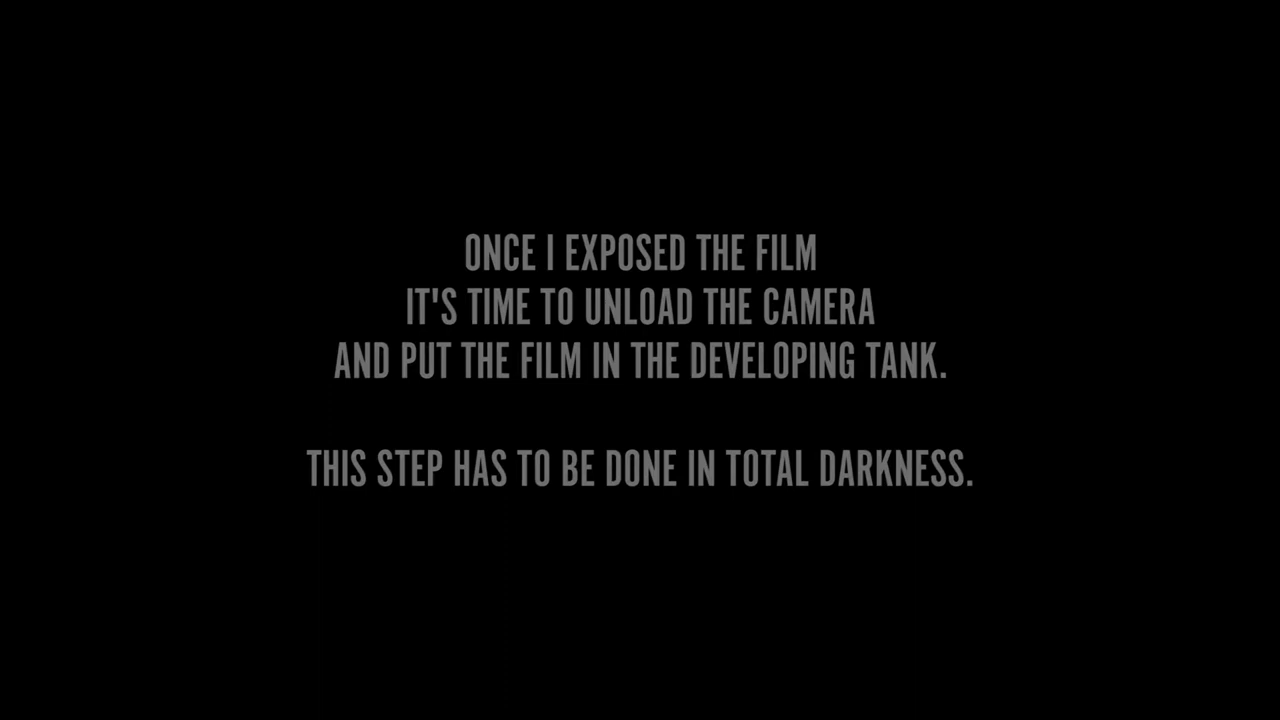 ONCE I EXPOSED THE FILM
IT'S TIME TO UNLOAD THE CAMERA
AND PUT THE FILM IN THE DEVELOPING TANK.
THIS STEP HAS TO BE DONE IN TOTAL DARKNESS.